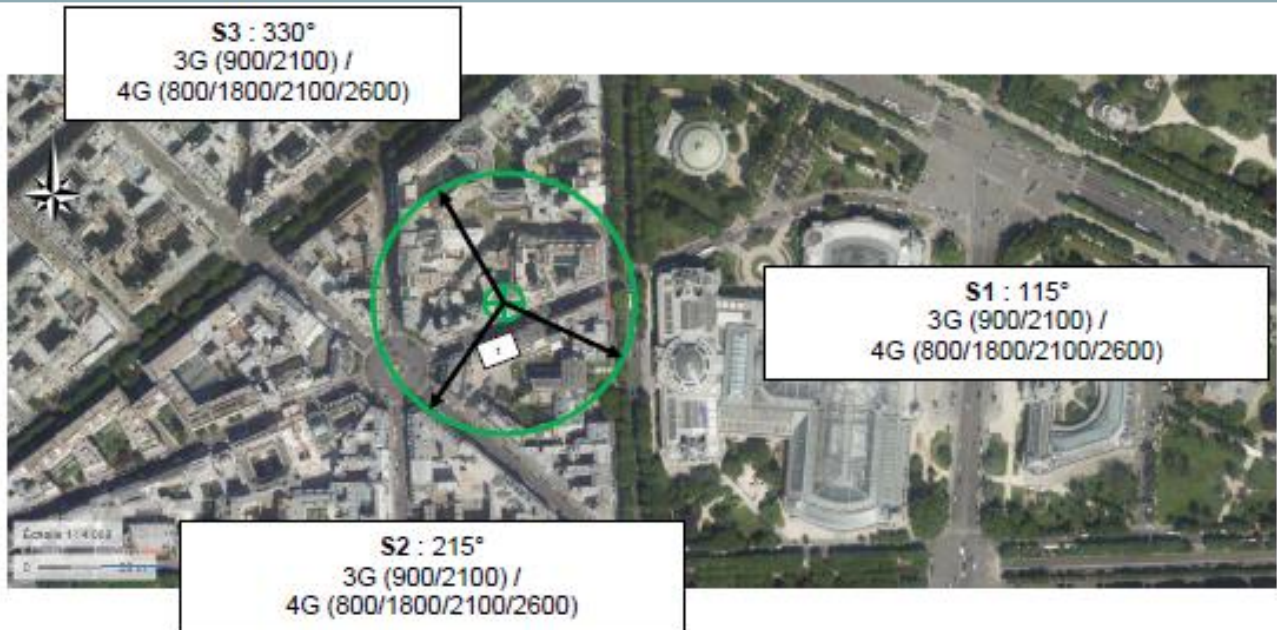 S3 : 330°
3G (900/2100) /
4G (800/1800/2100/2600)
S1 : 115°
3G (900/2100) /
4G (800/1800/2100/2600)
S2 : 215°
3G (900/2100) /
4G (800/1800/2100/2600)
0